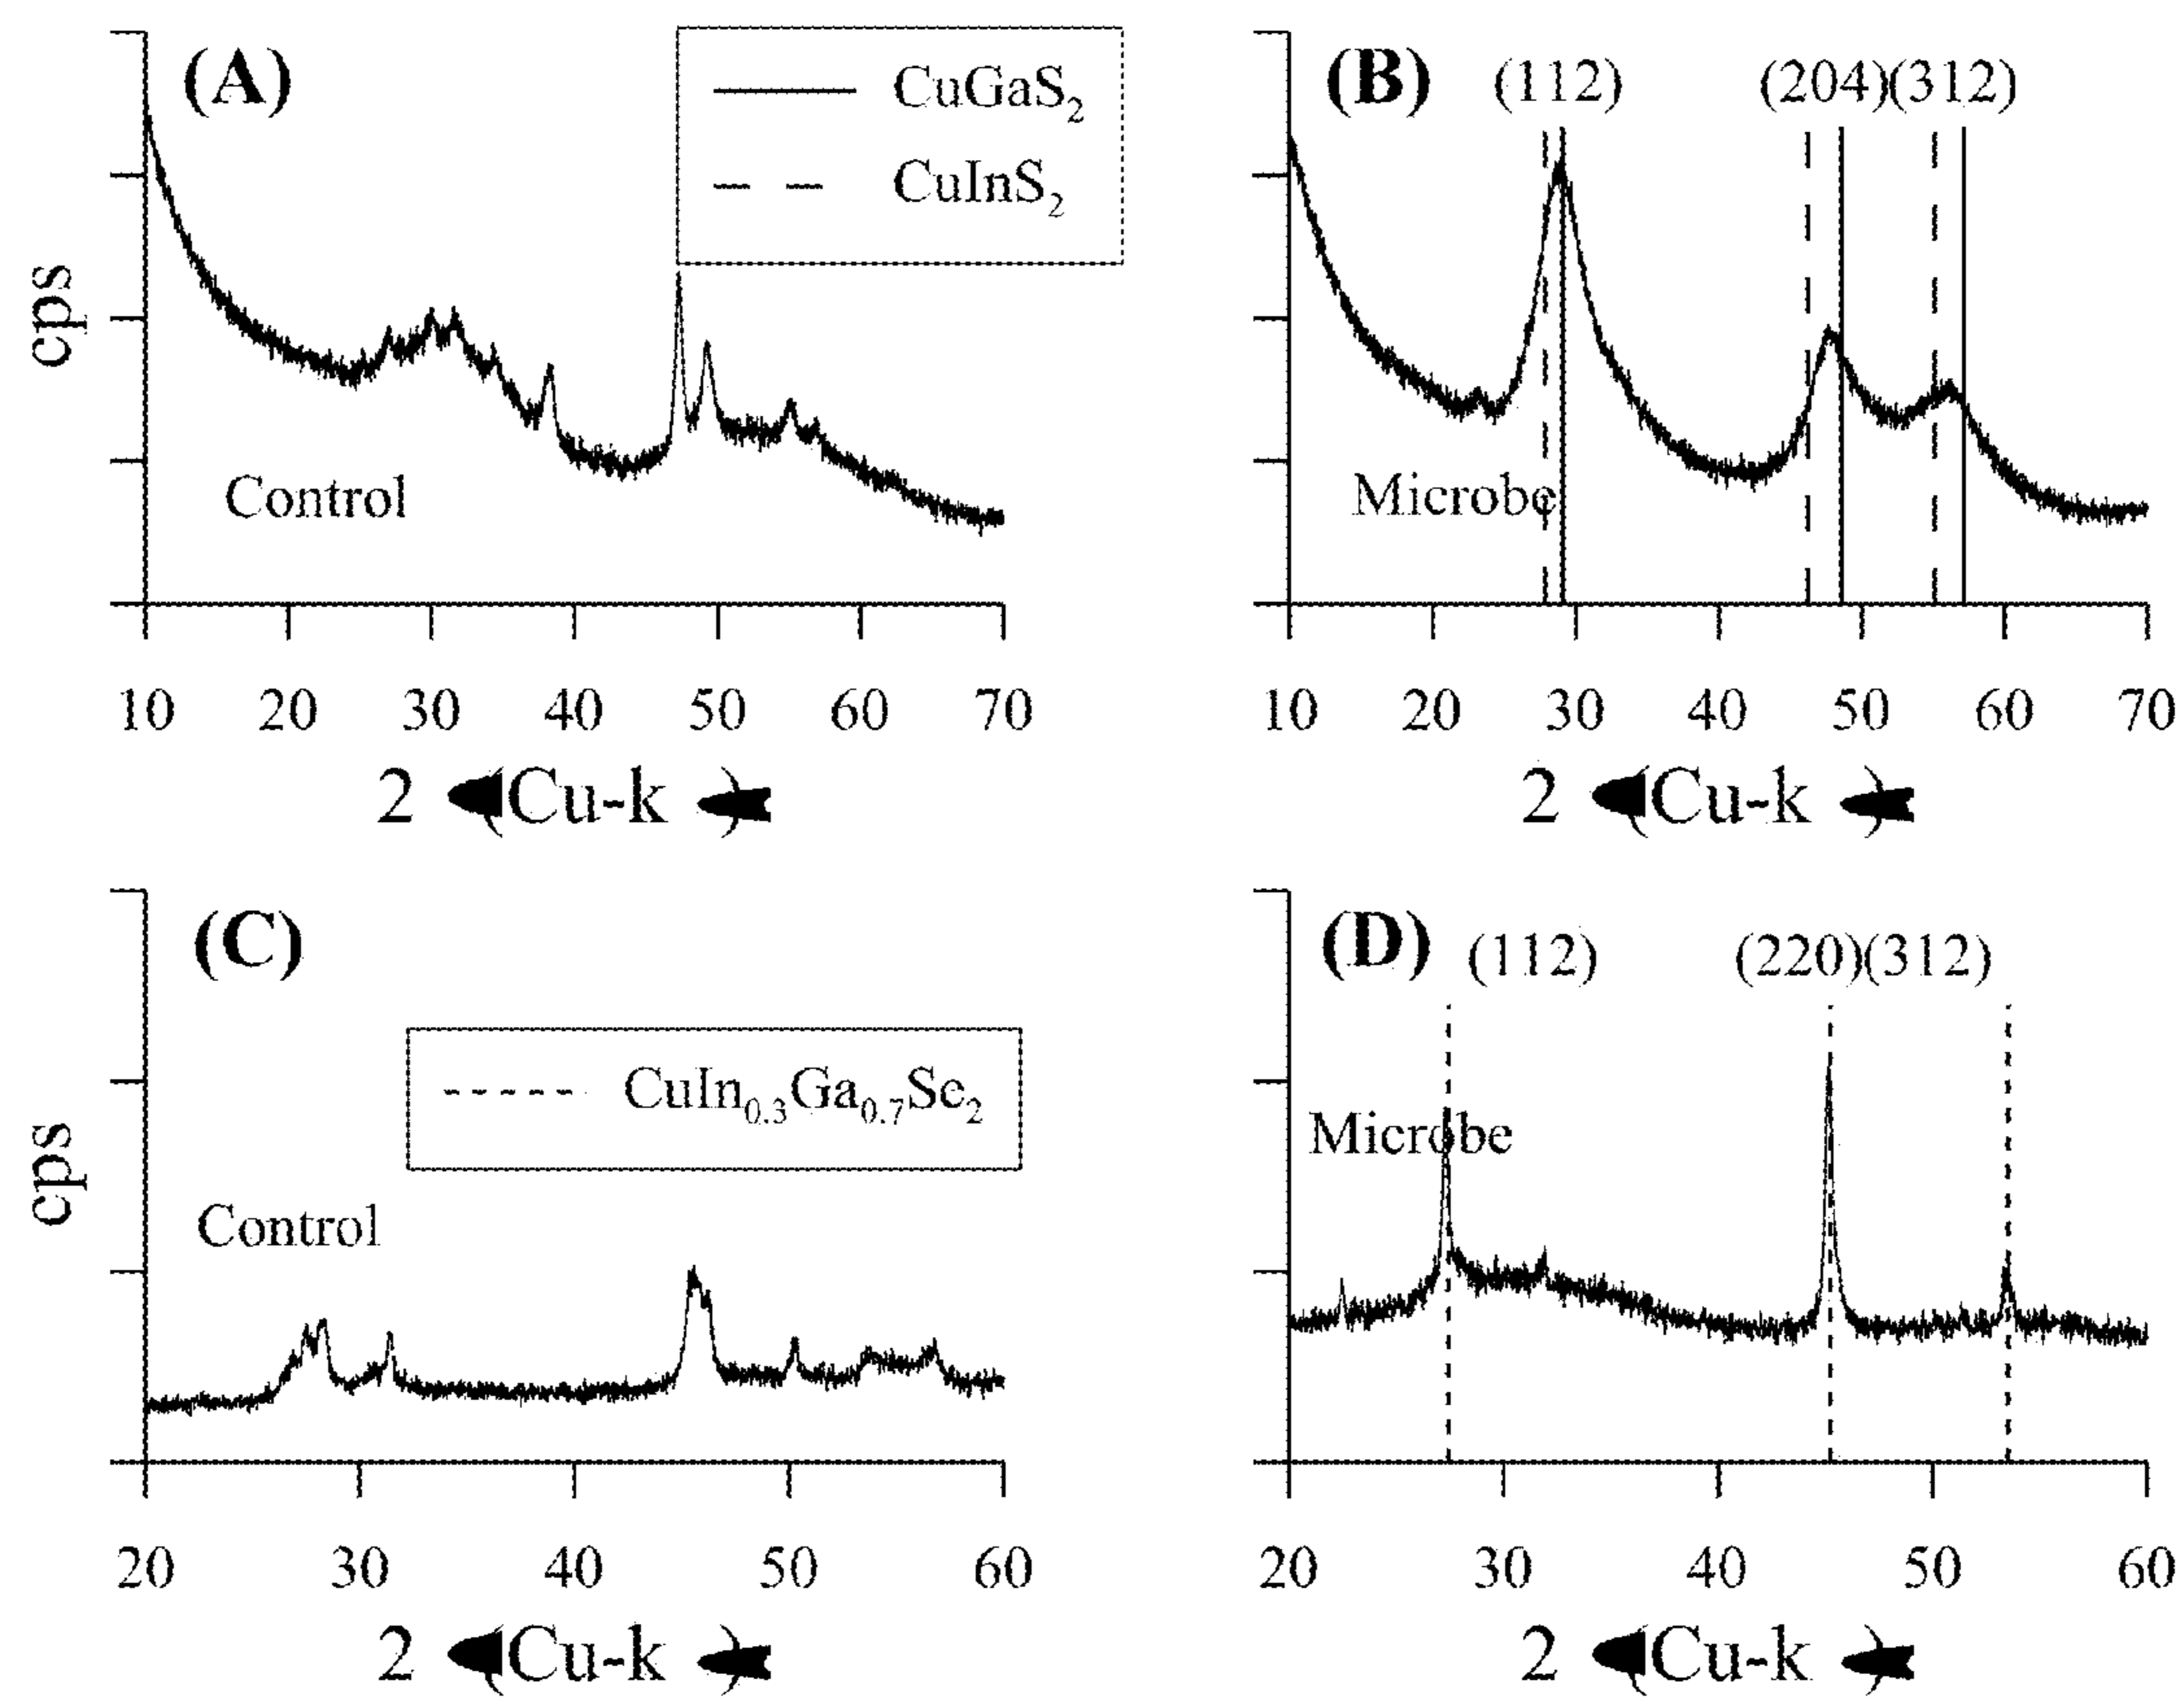 (A)
CuGaS₂
CuInS₂
cps
Control
10 20 30 40 50 60 70
2 (Cu-k )
(B) (112) (204)(312)
Microbe
10 20 30 40 50 60 70
2 (Cu-k )
(C)
CuIn₀.₃Ga₀.₇Se₂
cps
Control
20 30 40 50 60
2 (Cu-k )
(D) (112) (220)(312)
Microbe
20 30 40 50 60
2 (Cu-k )